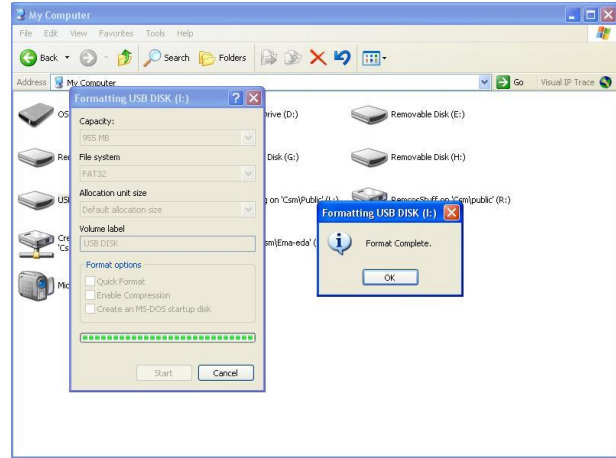 My Computer
File Edit View Favorites Tools Help
Back Search Folders
Address My Computer Go Visual IP Trace
OS Drive (D:) Removable Disk (E:)
Disk (G:) Removable Disk (H:)
on 'Csm\Public' on 'Csm\public' (R:)
Formatting USB DISK (I:)
Capacity:
955 MB
File system
FAT32
Allocation unit size
Default allocation size
Volume label
USB DISK
Format options
Quick Format
Enable Compression
Create an MS-DOS startup disk
Start Cancel
Formatting USB DISK (I:)
Format Complete.
OK